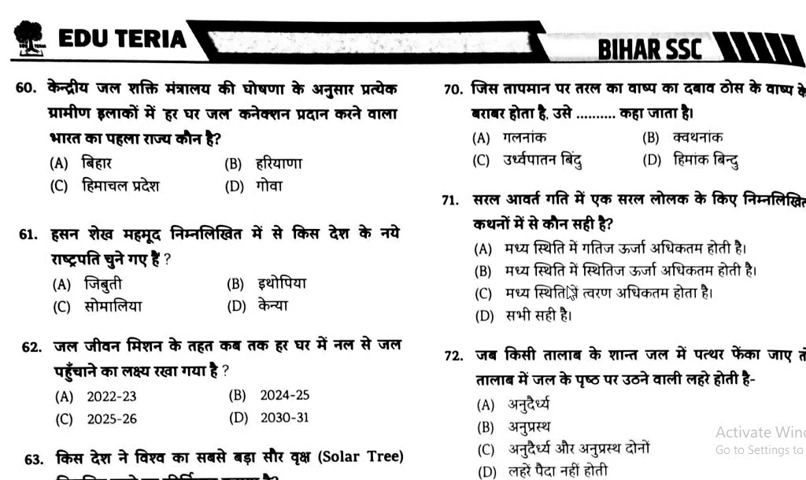 EDU TERIA
BIHAR SSC
60. केन्द्रीय जल शक्ति मंत्रालय की घोषणा के अनुसार प्रत्येक
ग्रामीण इलाकों में 'हर घर जल' कनेक्शन प्रदान करने वाला
भारत का पहला राज्य कौन है?
(A) बिहार (B) हरियाणा
(C) हिमाचल प्रदेश (D) गोवा
61. हसन शेख महमूद निम्नलिखित में से किस देश के नये
राष्ट्रपति चुने गए हैं ?
(A) जिबुती (B) इथोपिया
(C) सोमालिया (D) केन्या
62. जल जीवन मिशन के तहत कब तक हर घर में नल से जल
पहुँचाने का लक्ष्य रखा गया है ?
(A) 2022-23 (B) 2024-25
(C) 2025-26 (D) 2030-31
63. किस देश ने विश्व का सबसे बड़ा सौर वृक्ष (Solar Tree)
70. जिस तापमान पर तरल का वाष्प का दबाव ठोस के वाष्प के
बराबर होता है, उसे .......... कहा जाता है।
(A) गलनांक (B) क्वथनांक
(C) उर्ध्वपातन बिंदु (D) हिमांक बिन्दु
71. सरल आवर्त गति में एक सरल लोलक के किए निम्नलिखित
कथनों में से कौन सही है?
(A) मध्य स्थिति में गतिज ऊर्जा अधिकतम होती है।
(B) मध्य स्थिति में स्थितिज ऊर्जा अधिकतम होती है।
(C) मध्य स्थिति में त्वरण अधिकतम होता है।
(D) सभी सही है।
72. जब किसी तालाब के शान्त जल में पत्थर फेंका जाए तो
तालाब में जल के पृष्ठ पर उठने वाली लहरे होती है-
(A) अनुदैर्ध्य
(B) अनुप्रस्थ
(C) अनुदैर्ध्य और अनुप्रस्थ दोनों
(D) लहरें पैदा नहीं होती
Activate Win
Go to Settings to